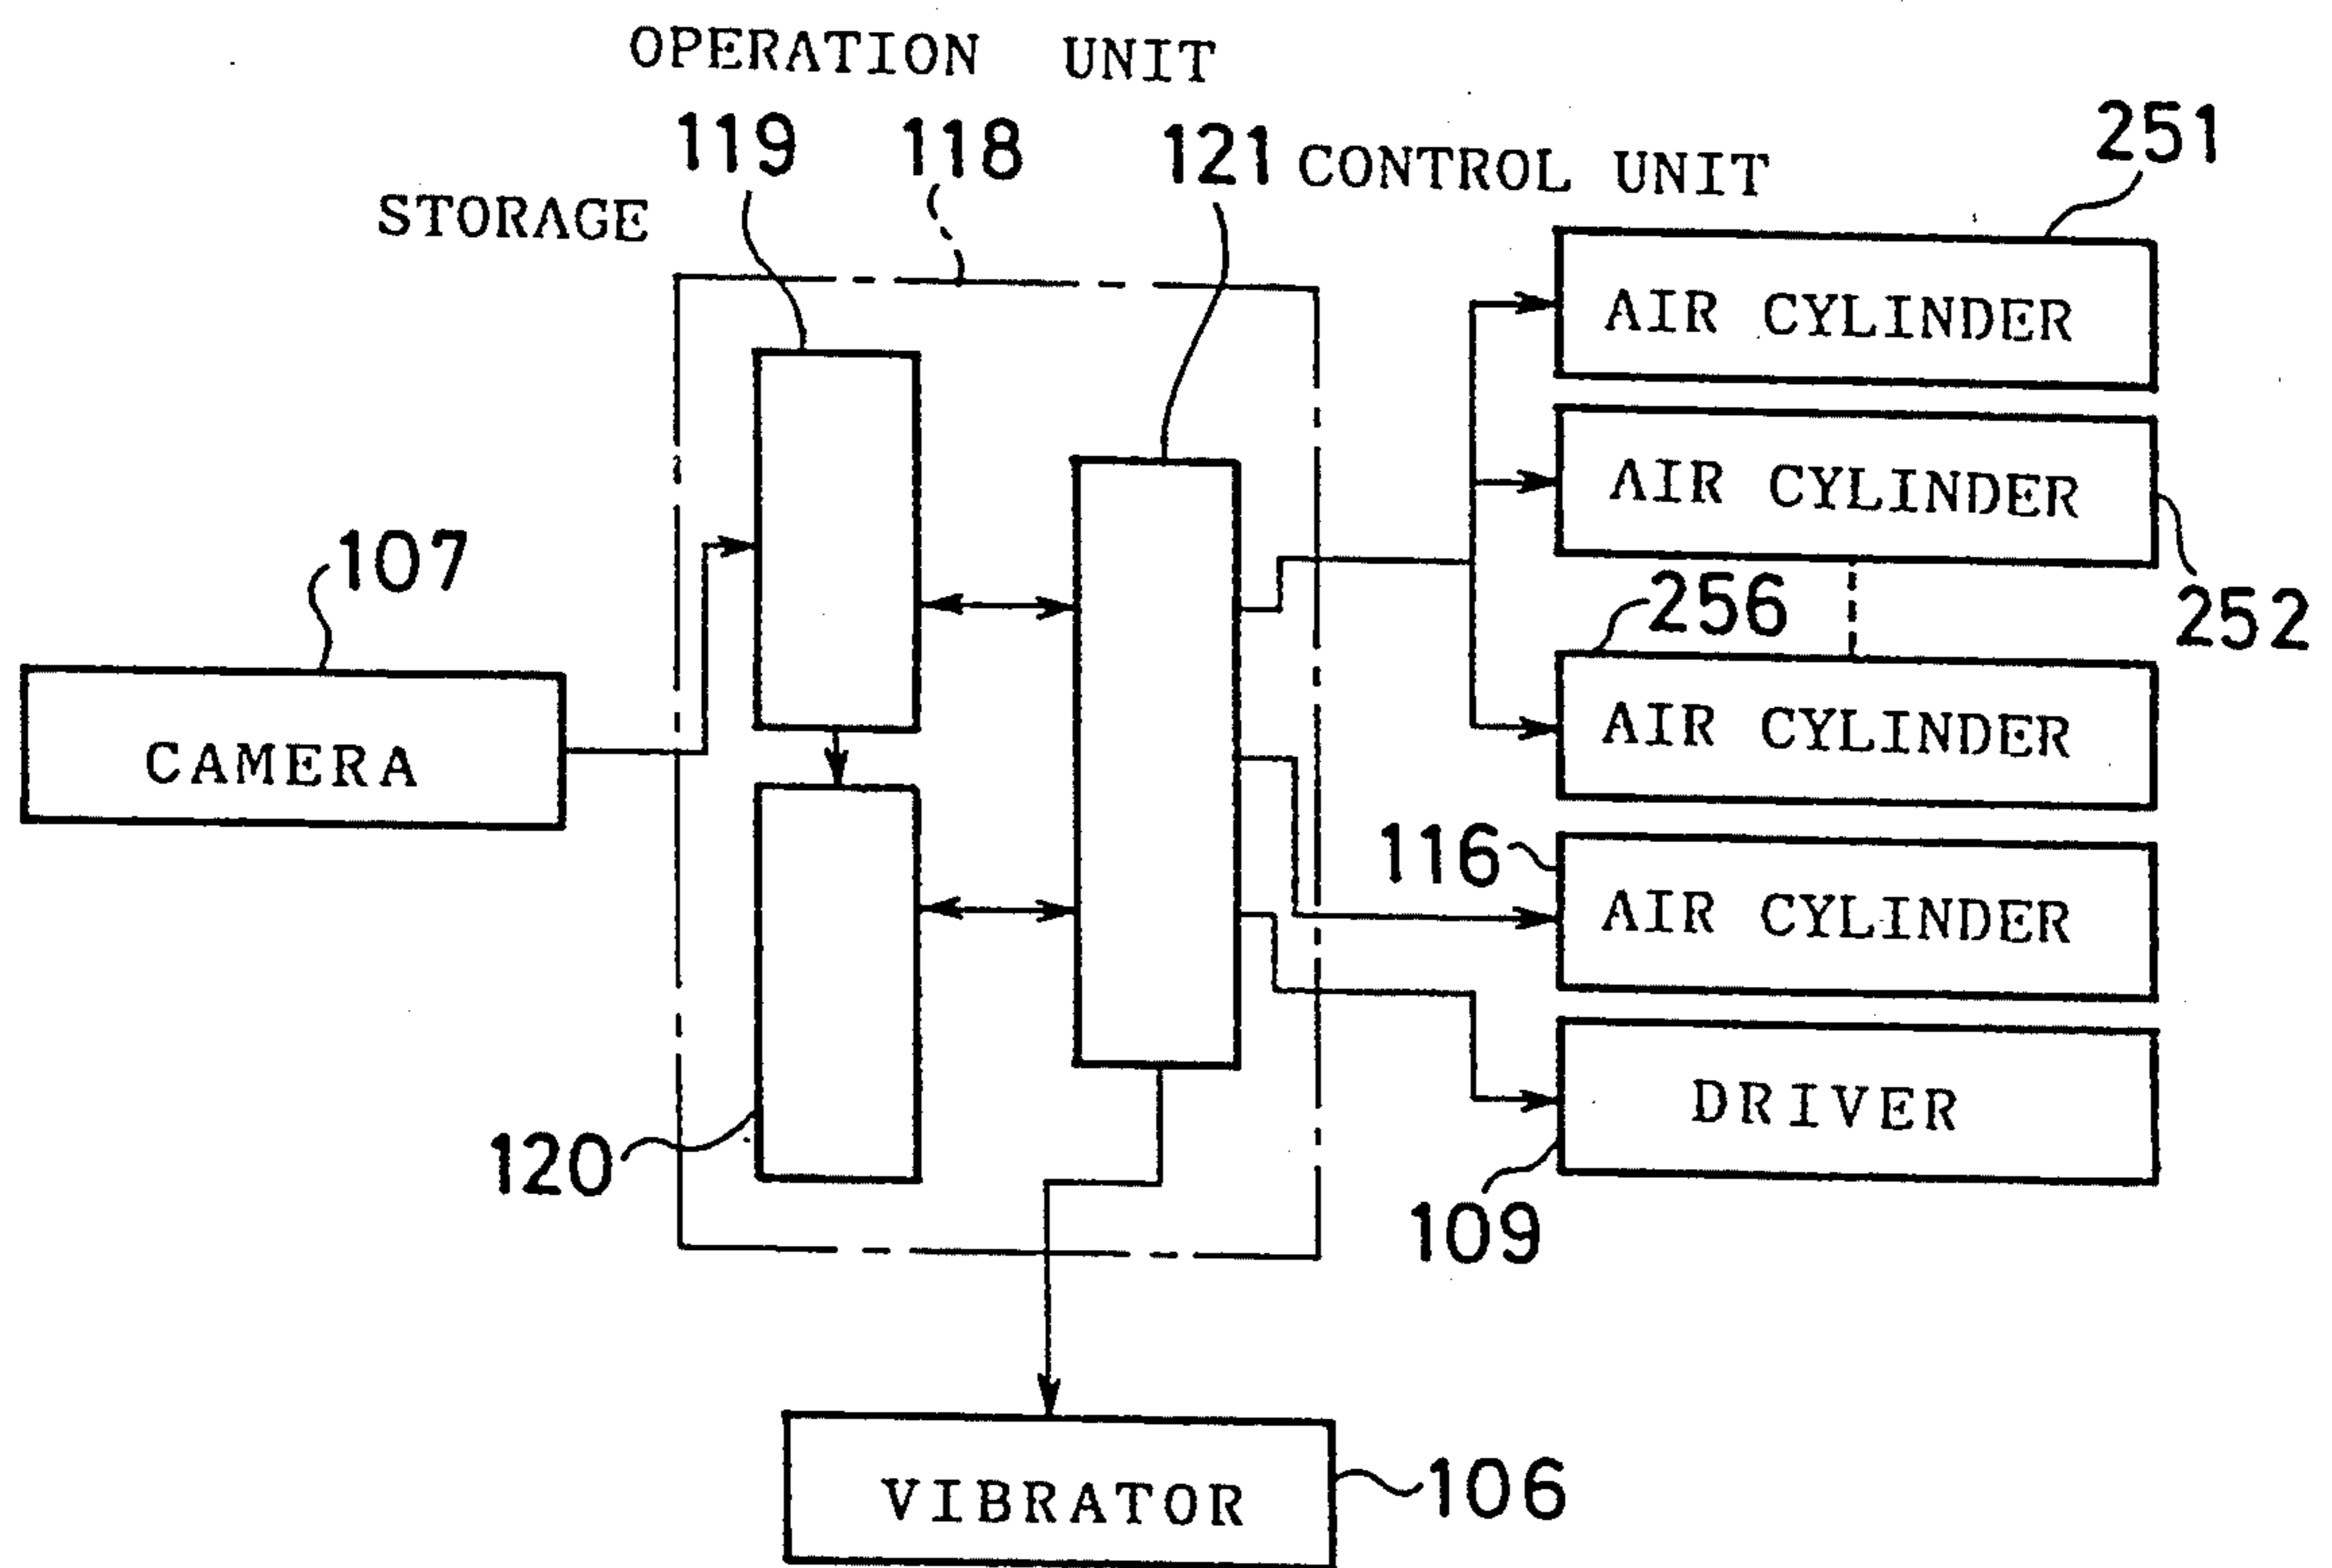 OPERATION UNIT
119 118 121 CONTROL UNIT 251
STORAGE
AIR CYLINDER
AIR CYLINDER
107
256 252
AIR CYLINDER
CAMERA
116
AIR CYLINDER
DRIVER
120
109
VIBRATOR 106